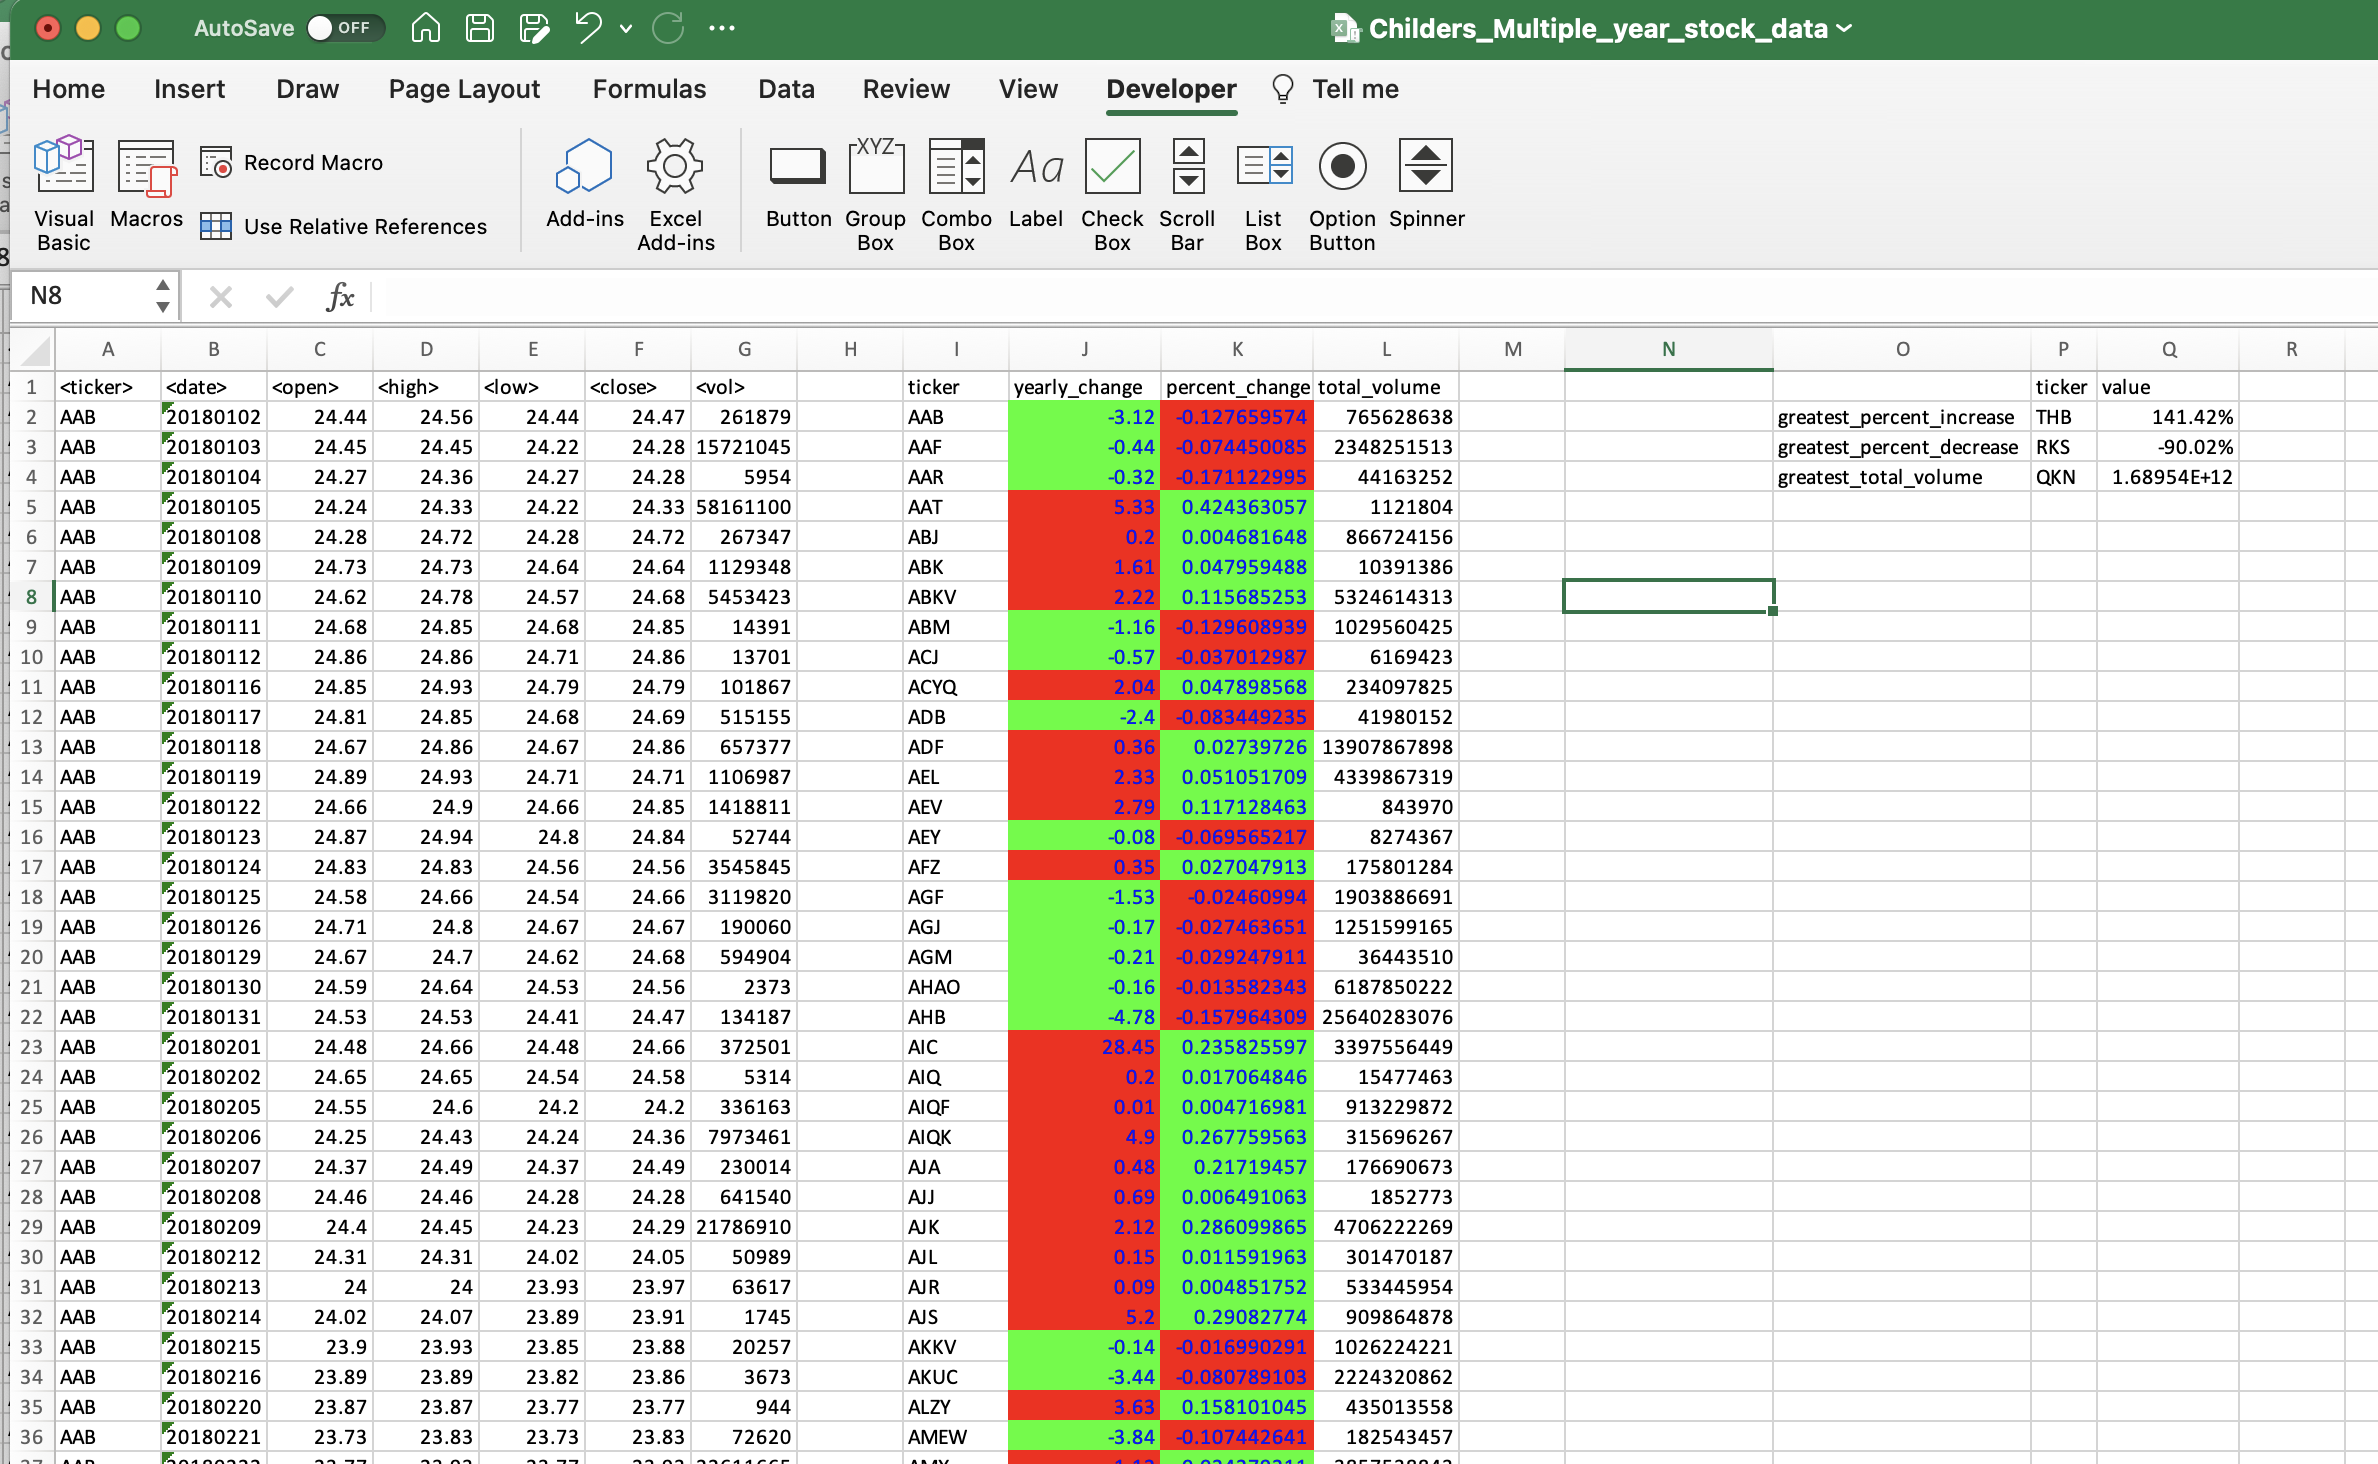 AutoSave OFF Childers_Multiple_year_stock_data
Home Insert Draw Page Layout Formulas Data Review View Developer Tell me
Visual Basic Macros Record Macro Use Relative References Add-ins Excel Add-ins Button Group Box Combo Box Label Check Box Scroll Bar List Box Option Button Spinner
XYZ Aa
N8 fx
A B C D E F G H I J K L M N O P Q R
1 <ticker> <date> <open> <high> <low> <close> <vol> ticker yearly_change percent_change total_volume ticker value
2 AAB 20180102 24.44 24.56 24.44 24.47 261879 AAB -3.12 -0.127659574 765628638 greatest_percent_increase THB 141.42%
3 AAB 20180103 24.45 24.45 24.22 24.28 15721045 AAF -0.44 -0.074450085 2348251513 greatest_percent_decrease RKS -90.02%
4 AAB 20180104 24.27 24.36 24.27 24.28 5954 AAR -0.32 -0.171122995 44163252 greatest_total_volume QKN 1.68954E+12
5 AAB 20180105 24.24 24.33 24.22 24.33 58161100 AAT 5.33 0.424363057 1121804
6 AAB 20180108 24.28 24.72 24.28 24.72 267347 ABJ 0.2 0.004681648 866724156
7 AAB 20180109 24.73 24.73 24.64 24.64 1129348 ABK 1.61 0.047959488 10391386
8 AAB 20180110 24.62 24.78 24.57 24.68 5453423 ABKV 2.22 0.115685253 5324614313
9 AAB 20180111 24.68 24.85 24.68 24.85 14391 ABM -1.16 -0.129608939 1029560425
10 AAB 20180112 24.86 24.86 24.71 24.86 13701 ACJ -0.57 -0.037012987 6169423
11 AAB 20180116 24.85 24.93 24.79 24.79 101867 ACYQ 2.04 0.047898568 234097825
12 AAB 20180117 24.81 24.85 24.68 24.69 515155 ADB -2.4 -0.083449235 41980152
13 AAB 20180118 24.67 24.86 24.67 24.86 657377 ADF 0.36 0.02739726 13907867898
14 AAB 20180119 24.89 24.93 24.71 24.71 1106987 AEL 2.33 0.051051709 4339867319
15 AAB 20180122 24.66 24.9 24.66 24.85 1418811 AEV 2.79 0.117128463 843970
16 AAB 20180123 24.87 24.94 24.8 24.84 52744 AEY -0.08 -0.069565217 8274367
17 AAB 20180124 24.83 24.83 24.56 24.56 3545845 AFZ 0.35 0.027047913 175801284
18 AAB 20180125 24.58 24.66 24.54 24.66 3119820 AGF -1.53 -0.02460994 1903886691
19 AAB 20180126 24.71 24.8 24.67 24.67 190060 AGJ -0.17 -0.027463651 1251599165
20 AAB 20180129 24.67 24.7 24.62 24.68 594904 AGM -0.21 -0.029247911 36443510
21 AAB 20180130 24.59 24.64 24.53 24.56 2373 AHAO -0.16 -0.013582343 6187850222
22 AAB 20180131 24.53 24.53 24.41 24.47 134187 AHB -4.78 -0.157964309 25640283076
23 AAB 20180201 24.48 24.66 24.48 24.66 372501 AIC 28.45 0.235825597 3397556449
24 AAB 20180202 24.65 24.65 24.54 24.58 5314 AIQ 0.2 0.017064846 15477463
25 AAB 20180205 24.55 24.6 24.2 24.2 336163 AIQF 0.01 0.004716981 913229872
26 AAB 20180206 24.25 24.43 24.24 24.36 7973461 AIQK 4.9 0.267759563 315696267
27 AAB 20180207 24.37 24.49 24.37 24.49 230014 AJA 0.48 0.21719457 176690673
28 AAB 20180208 24.46 24.46 24.28 24.28 641540 AJJ 0.69 0.006491063 1852773
29 AAB 20180209 24.4 24.45 24.23 24.29 21786910 AJK 2.12 0.286099865 4706222269
30 AAB 20180212 24.31 24.31 24.02 24.05 50989 AJL 0.15 0.011591963 301470187
31 AAB 20180213 24 24 23.93 23.97 63617 AJR 0.09 0.004851752 533445954
32 AAB 20180214 24.02 24.07 23.89 23.91 1745 AJS 5.2 0.29082774 909864878
33 AAB 20180215 23.9 23.93 23.85 23.88 20257 AKKV -0.14 -0.016990291 1026224221
34 AAB 20180216 23.89 23.89 23.82 23.86 3673 AKUC -3.44 -0.080789103 2224320862
35 AAB 20180220 23.87 23.87 23.77 23.77 944 ALZY 3.63 0.158101045 435013558
36 AAB 20180221 23.73 23.83 23.73 23.83 72620 AMEW -3.84 -0.107442641 182543457